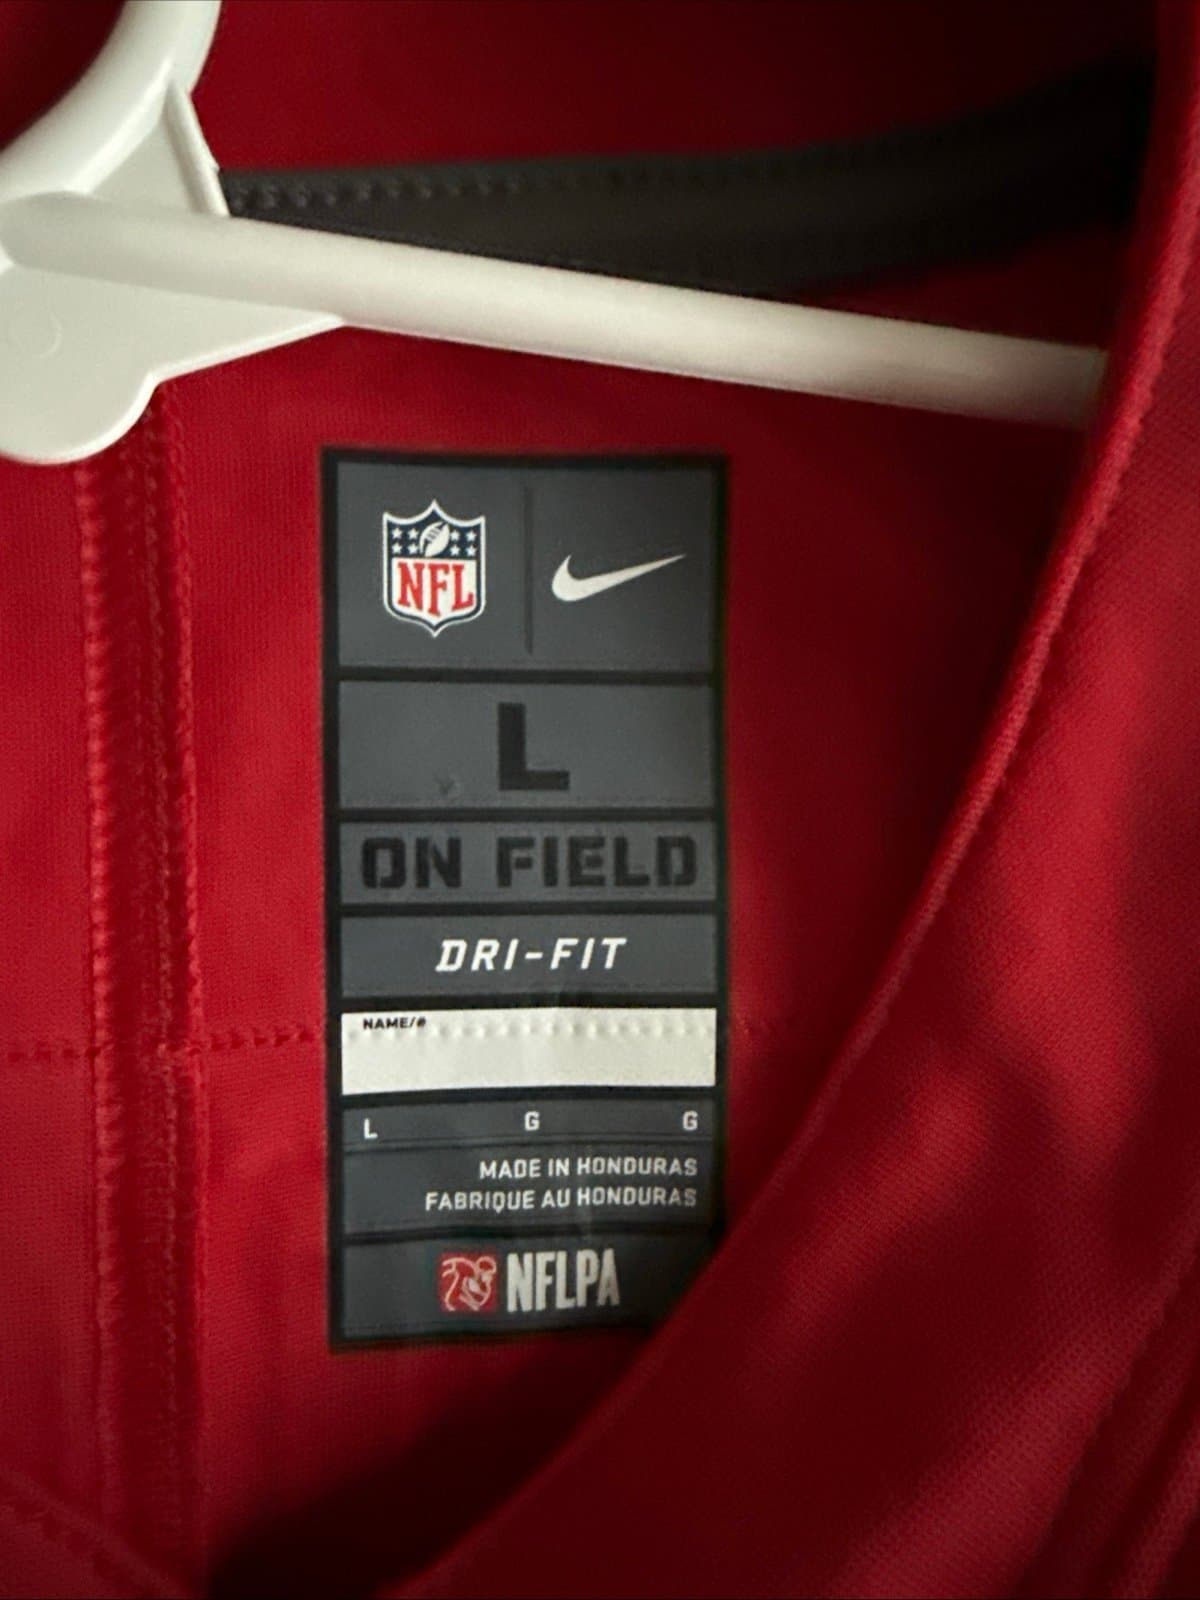 NFL
L
ON FIELD
DRI-FIT
NAME/#
L G G
MADE IN HONDURAS
FABRIQUE AU HONDURAS
NFLPA